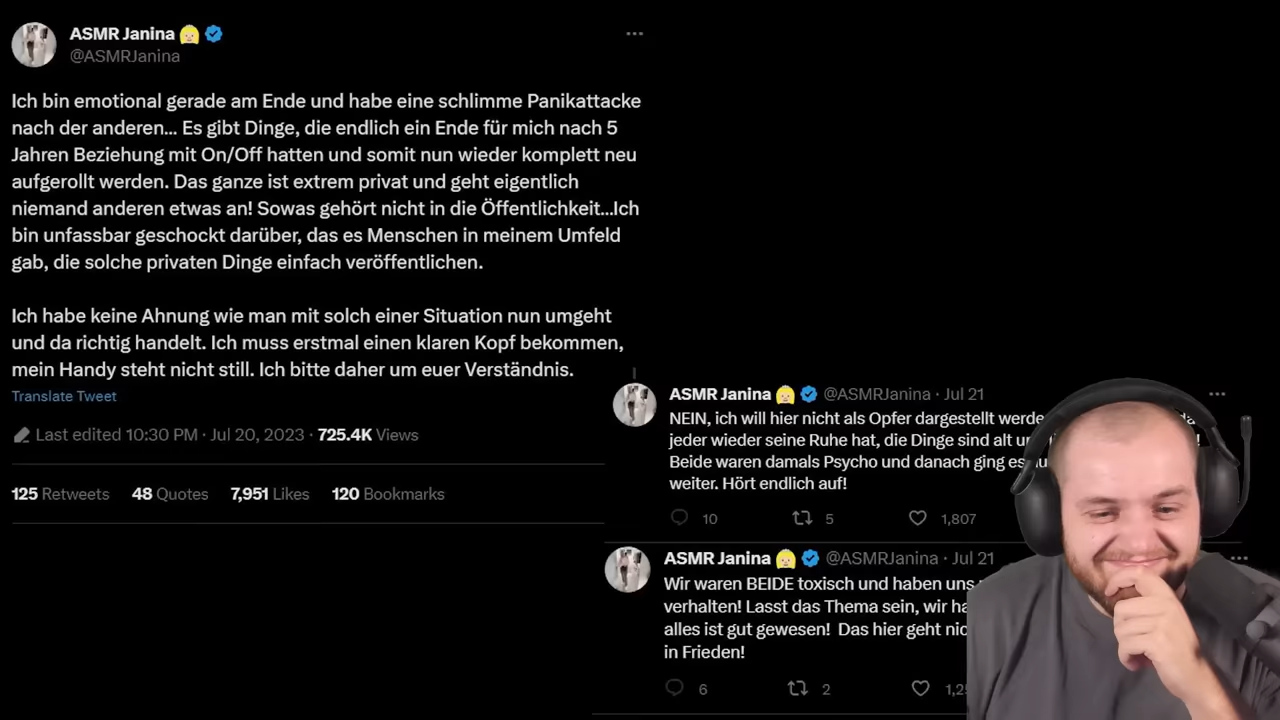 ASMR Janina
@ASMRJanina
Ich bin emotional gerade am Ende und habe eine schlimme Panikattacke
nach der anderen... Es gibt Dinge, die endlich ein Ende für mich nach 5
Jahren Beziehung mit On/Off hatten und somit nun wieder komplett neu
aufgerollt werden. Das ganze ist extrem privat und geht eigentlich
niemand anderen etwas an! Sowas gehört nicht in die Öffentlichkeit...Ich
bin unfassbar geschockt darüber, das es Menschen in meinem Umfeld
gab, die solche privaten Dinge einfach veröffentlichen.
Ich habe keine Ahnung wie man mit solch einer Situation nun umgeht
und da richtig handelt. Ich muss erstmal einen klaren Kopf bekommen,
mein Handy steht nicht still. Ich bitte daher um euer Verständnis.
Translate Tweet
Last edited 10:30 PM · Jul 20, 2023 · 725.4K Views
125 Retweets 48 Quotes 7,951 Likes 120 Bookmarks
ASMR Janina @ASMRJanina · Jul 21
NEIN, ich will hier nicht als Opfer dargestellt
jeder wieder seine Ruhe hat, die Dinge sind alt
Beide waren damals Psycho und danach ging es
weiter. Hört endlich auf!
10 5 1,807
ASMR Janina @ASMRJanina · Jul 21
Wir waren BEIDE toxisch und haben uns
verhalten! Lasst das Thema sein, wir
alles ist gut gewesen! Das hier geht
in Frieden!
6 2